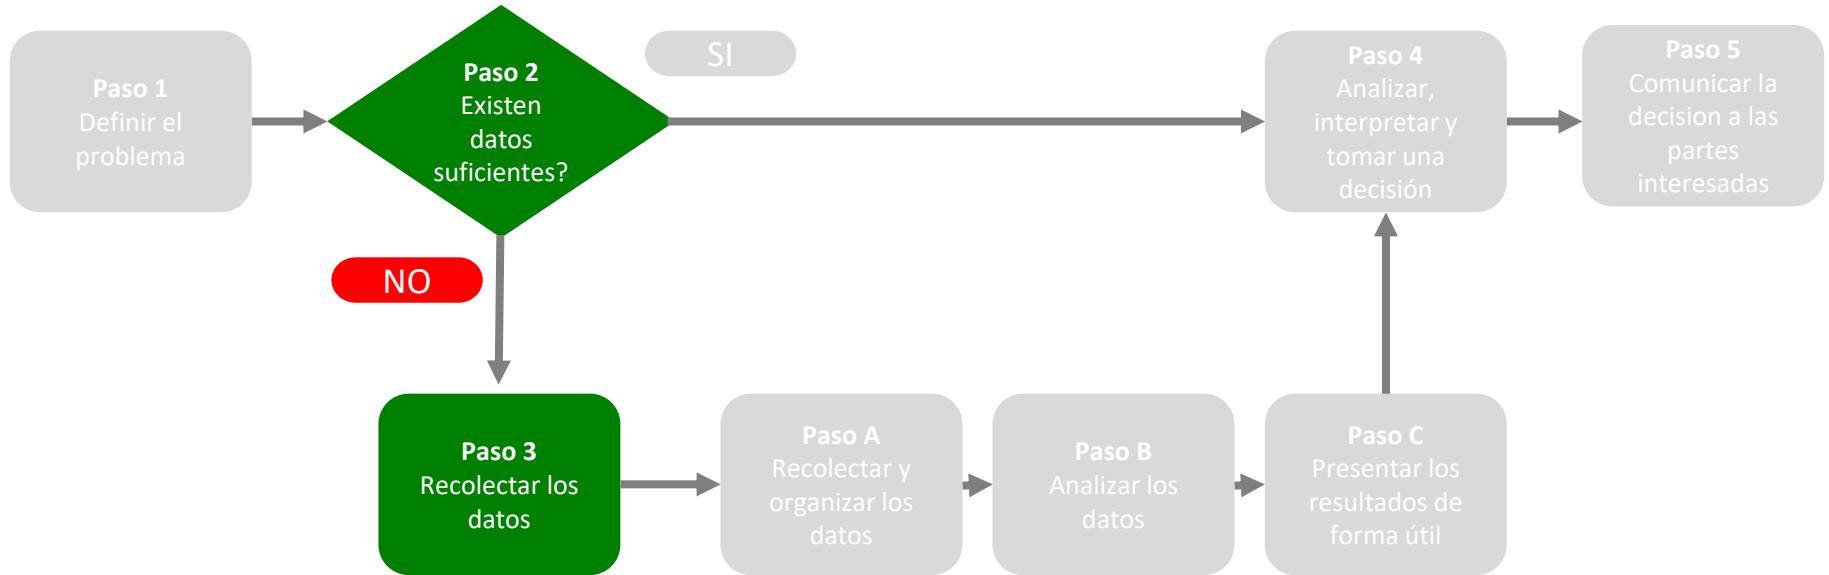 Paso 1
Definir el
problema
Paso 2
Existen
datos
suficientes?
SI
Paso 4
Analizar,
interpretar y
tomar una
decisión
Paso 5
Comunicar la
decision a las
partes
interesadas
NO
Paso 3
Recolectar los
datos
Paso A
Recolectar y
organizar los
datos
Paso B
Analizar los
datos
Paso C
Presentar los
resultados de
forma útil